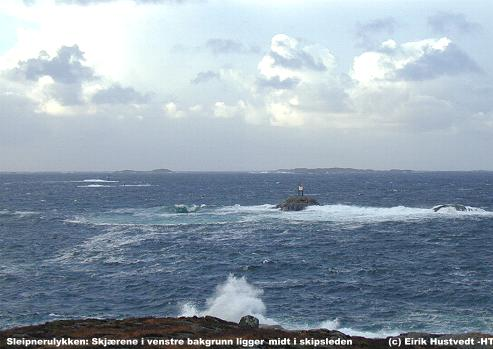 Sleipnerulykken: Skjærene i venstre bakgrunn ligger midt i skipsleden (c) Eirik Hustvedt -HT